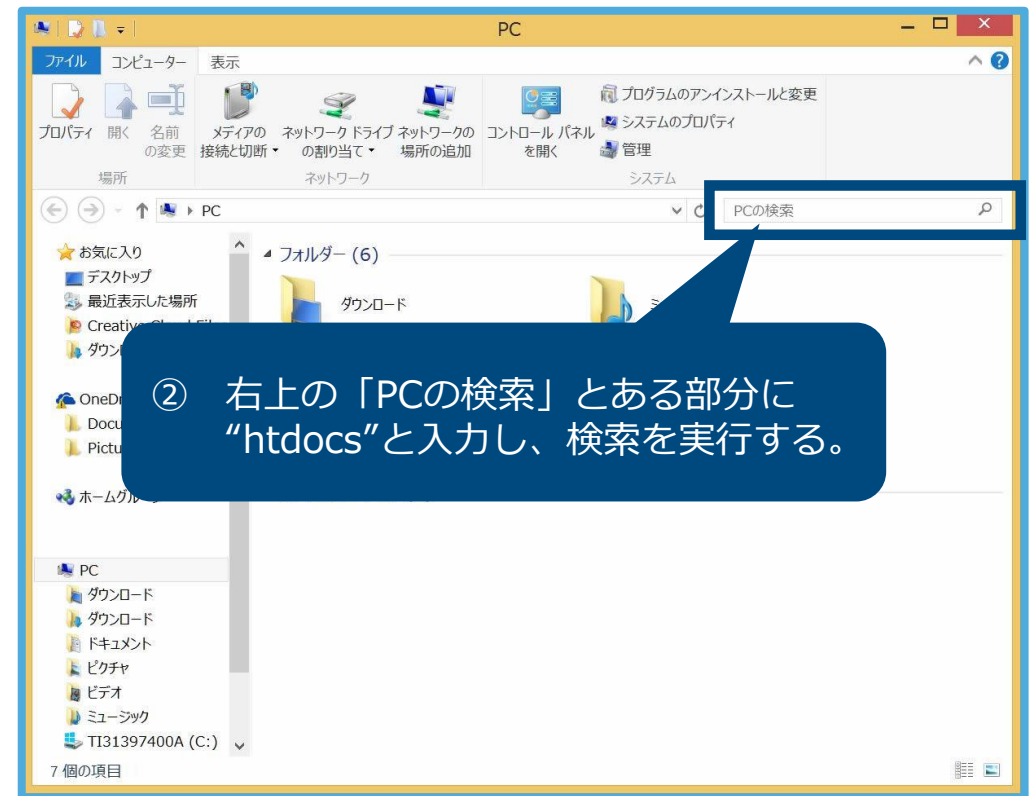 PC
ファイル コンピューター 表示
プロパティ 開く 名前の変更 メディアの接続と切断 ネットワーク ドライブの割り当て ネットワークの場所の追加 コントロール パネルを開く
プログラムのアンインストールと変更
システムのプロパティ
管理
場所 ネットワーク システム
PC PCの検索
お気に入り
デスクトップ
最近表示した場所
Creative Cloud
OneDr
Docu
Pictu
PC
ダウンロード
ダウンロード
ドキュメント
ピクチャ
ビデオ
ミュージック
TI31397400A (C:)
フォルダー (6)
ダウンロード
② 右上の「PCの検索」とある部分に
“htdocs”と入力し、検索を実行する。
7 個の項目